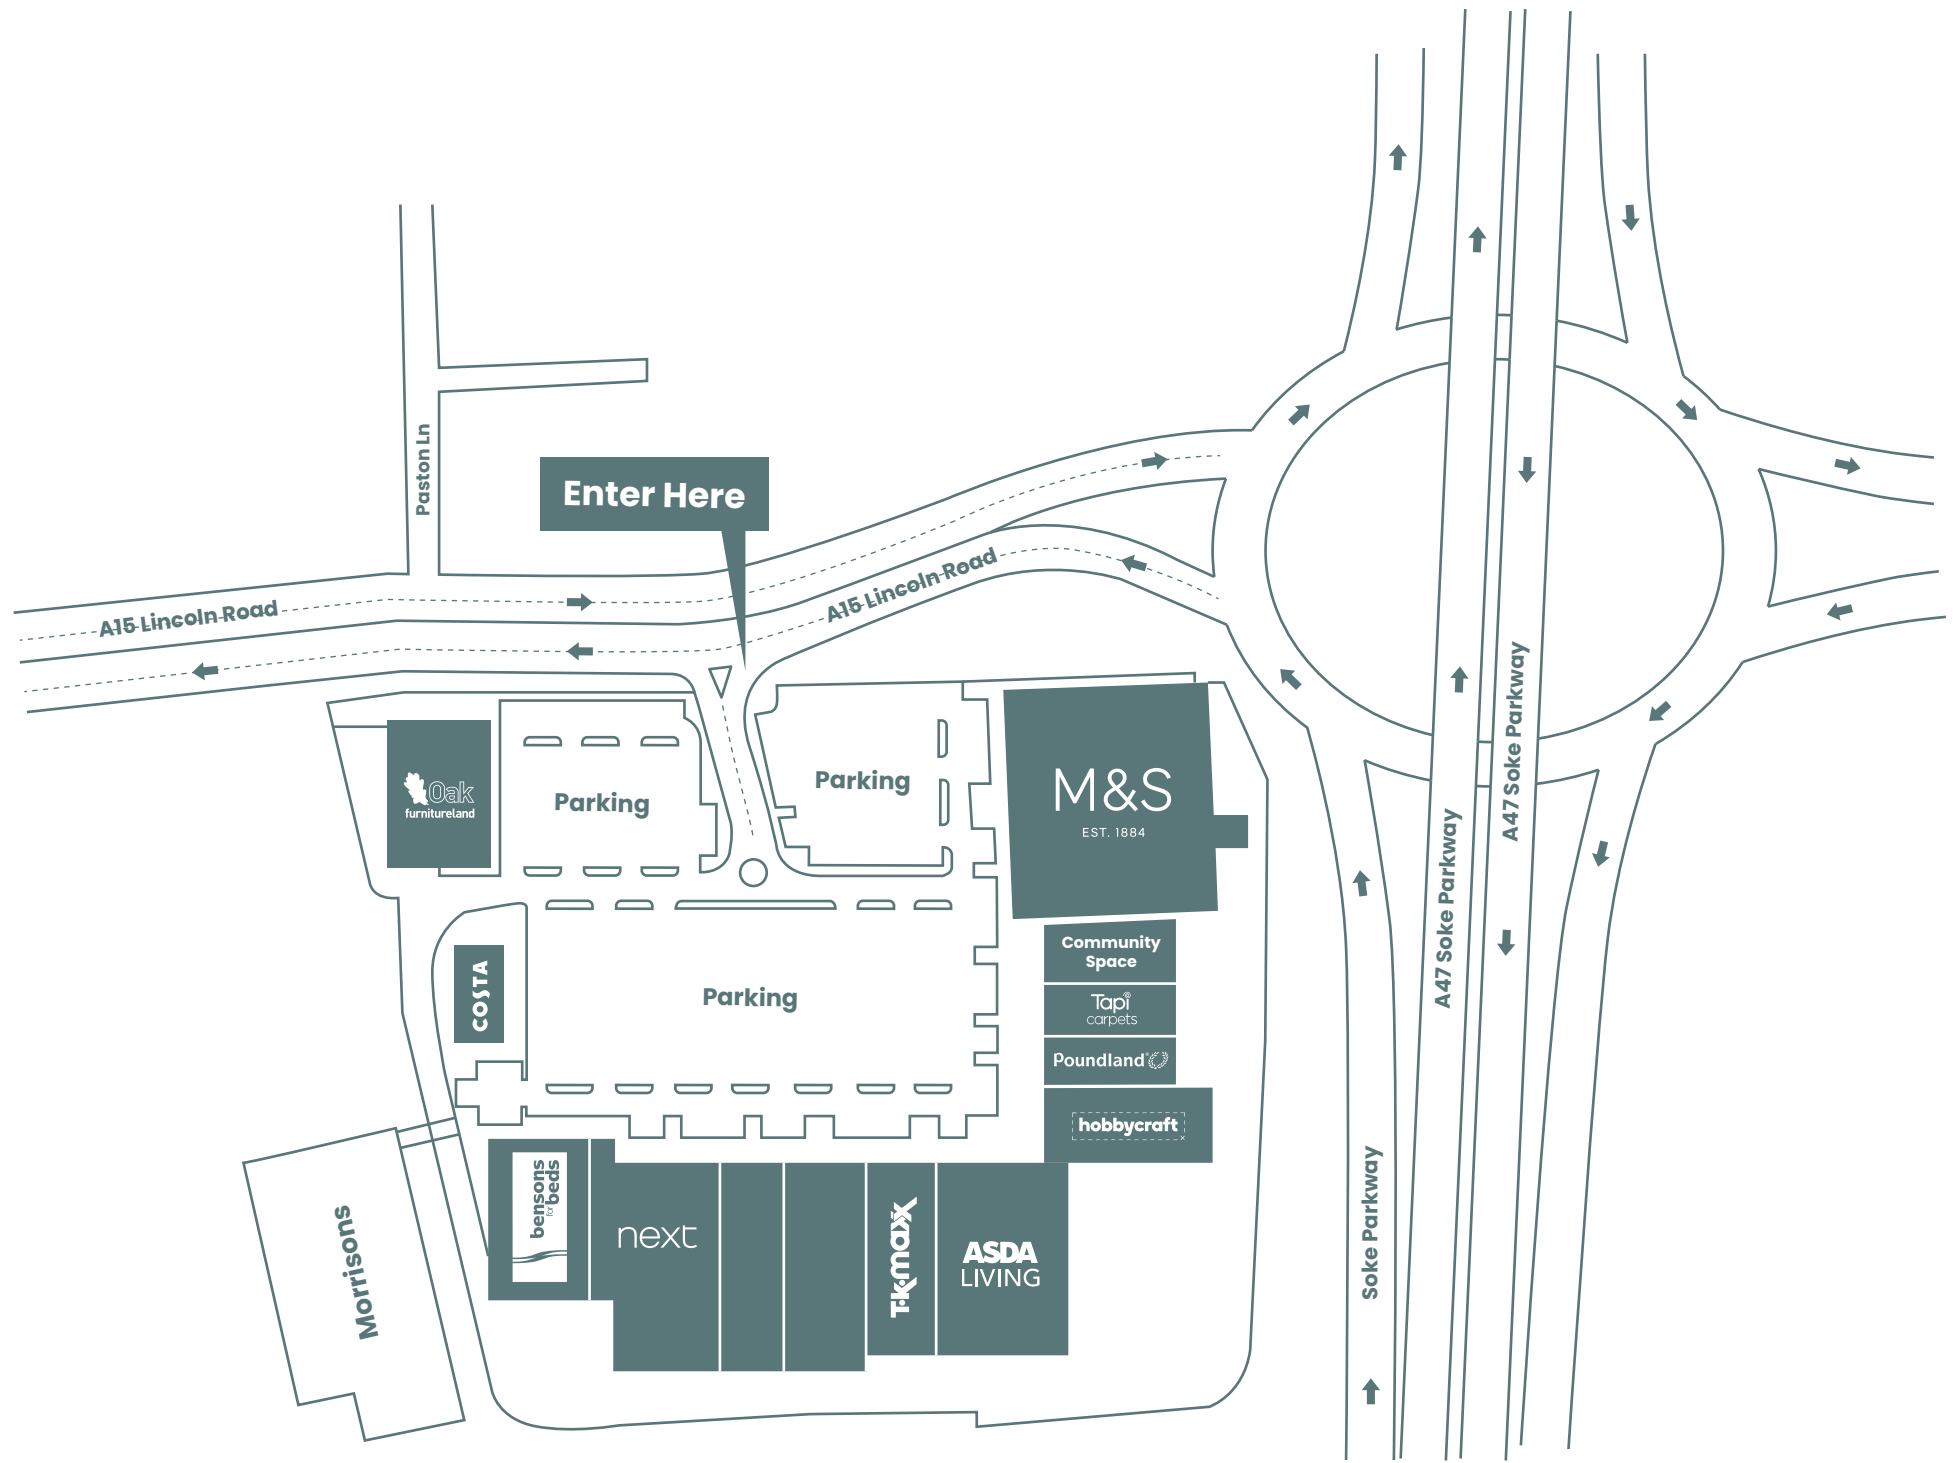 Paston Ln
Enter Here
A15 Lincoln Road
A15 Lincoln Road
Oak
furnitureland
Parking
Parking
M&S
EST. 1884
COSTA
Parking
Community
Space
Tapi
carpets
Poundland
hobbycraft
Morrisons
bensons
for beds
next
T·K·maxx
ASDA
LIVING
A47 Soke Parkway
A47 Soke Parkway
Soke Parkway